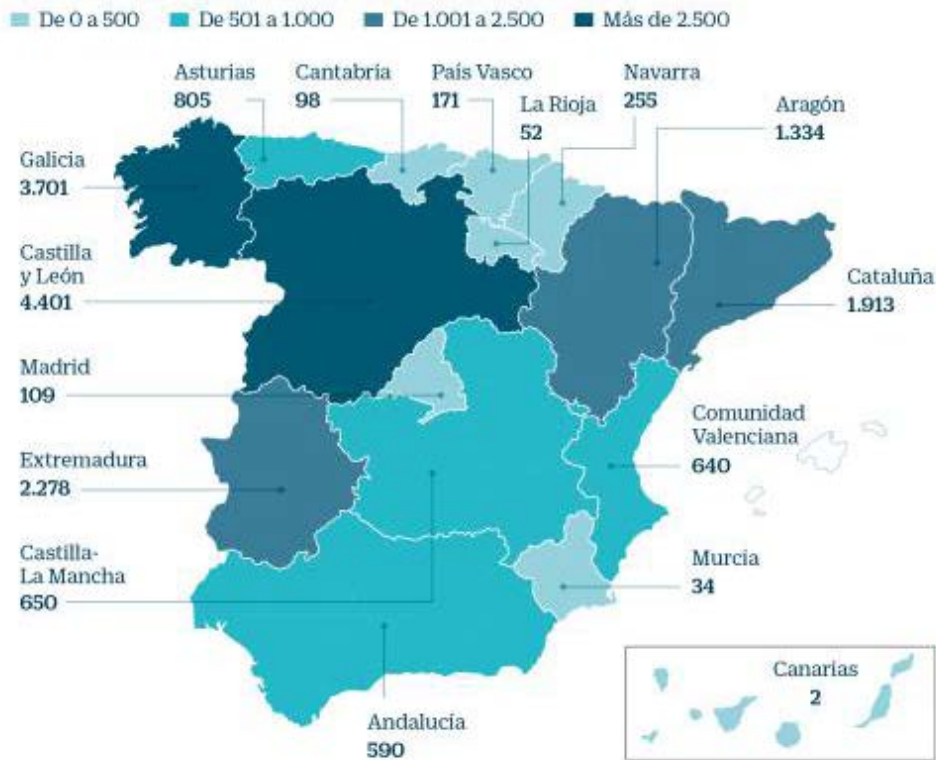 De 0 a 500
De 501 a 1.000
De 1.001 a 2.500
Más de 2.500
Asturias
805
Cantabria
98
País Vasco
171
La Rioja
52
Navarra
255
Aragón
1.334
Galicia
3.701
Castilla
y León
4.401
Cataluña
1.913
Madrid
109
Comunidad
Valenciana
640
Extremadura
2.278
Castilla-
La Mancha
650
Murcia
34
Andalucía
590
Canarias
2